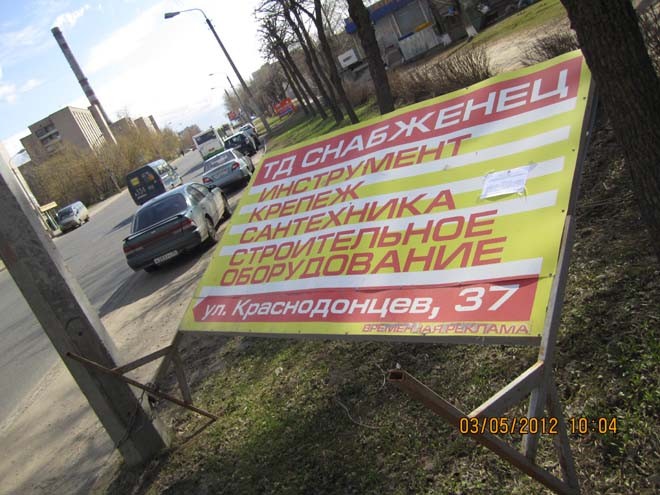 ТД СНАБЖЕНЕЦ
ИНСТРУМЕНТ
КРЕПЕЖ
САНТЕХНИКА
СТРОИТЕЛЬНОЕ
ОБОРУДОВАНИЕ
ул. Краснодонцев, 37
ВРЕМЕННАЯ РЕКЛАМА
03/05/2012 10:04